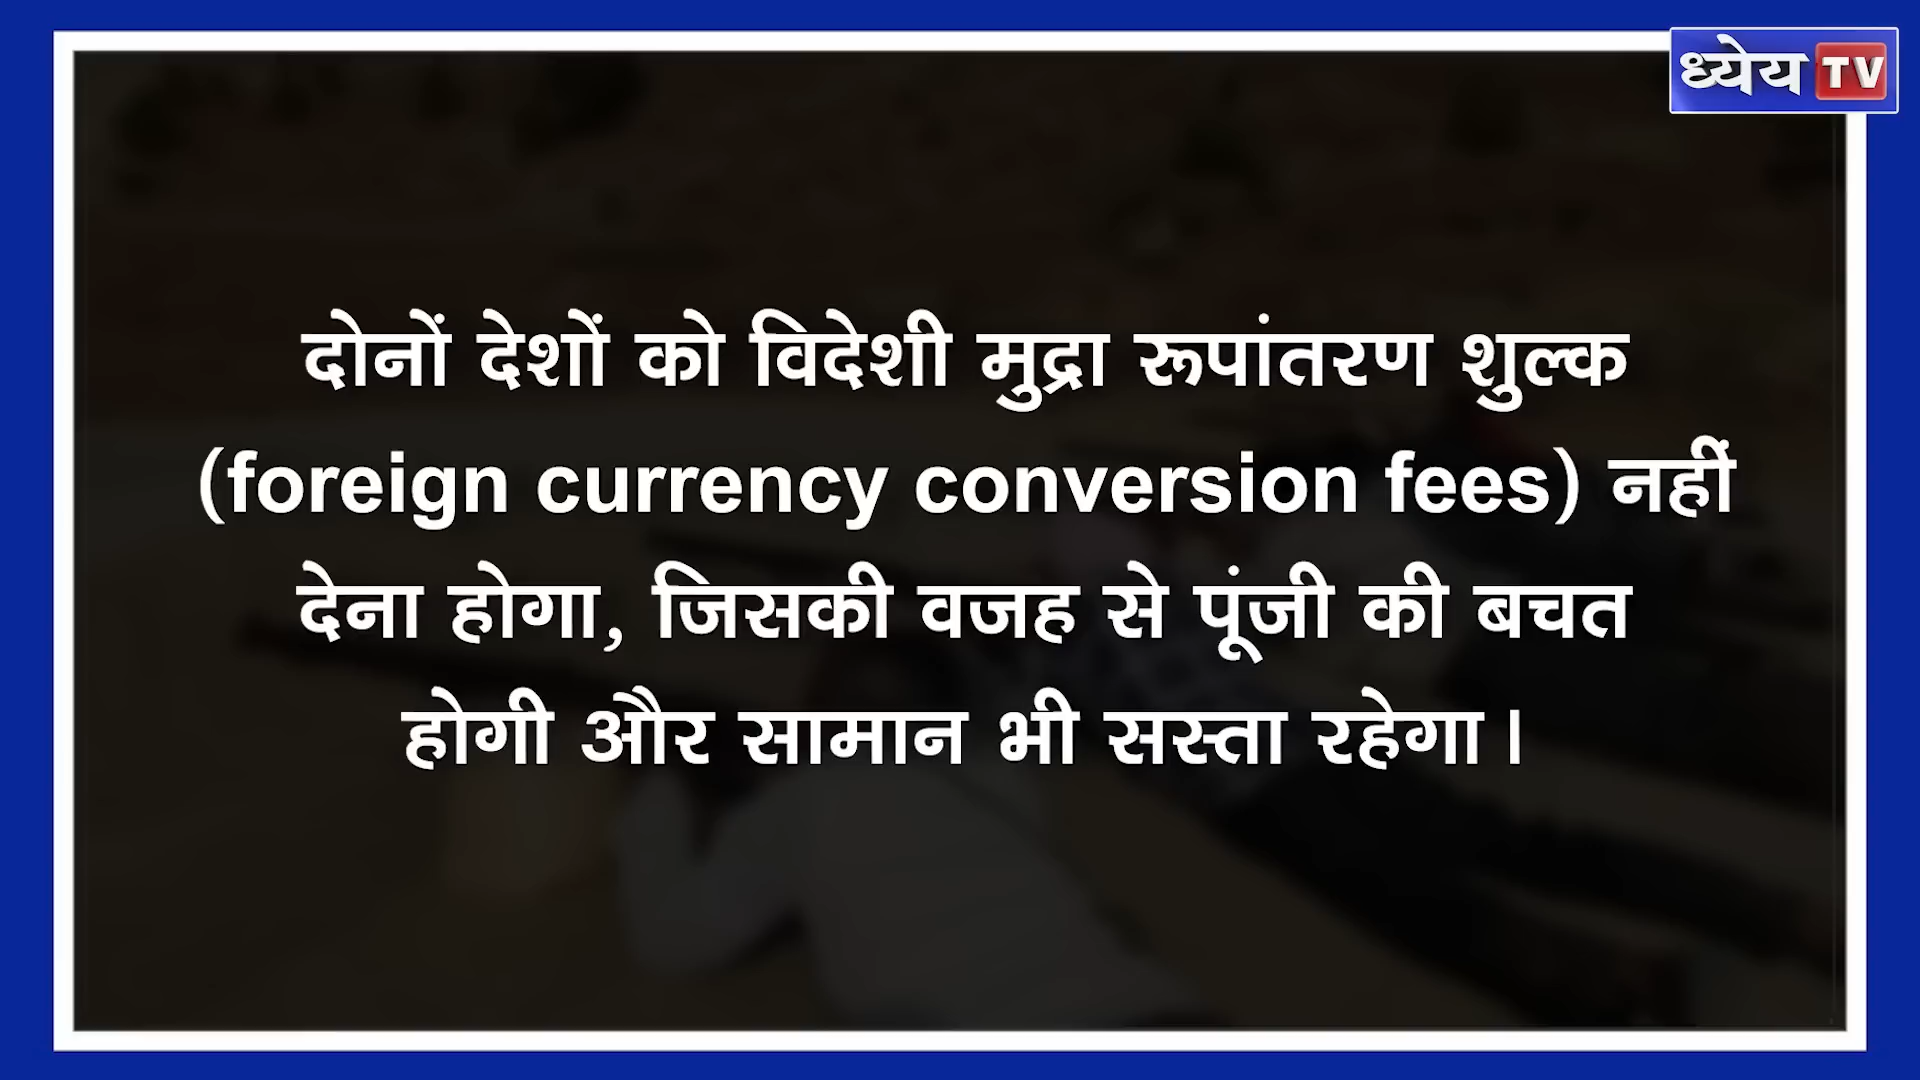 ध्येय TV
दोनों देशों को विदेशी मुद्रा रूपांतरण शुल्क
(foreign currency conversion fees) नहीं
देना होगा, जिसकी वजह से पूंजी की बचत
होगी और सामान भी सस्ता रहेगा।